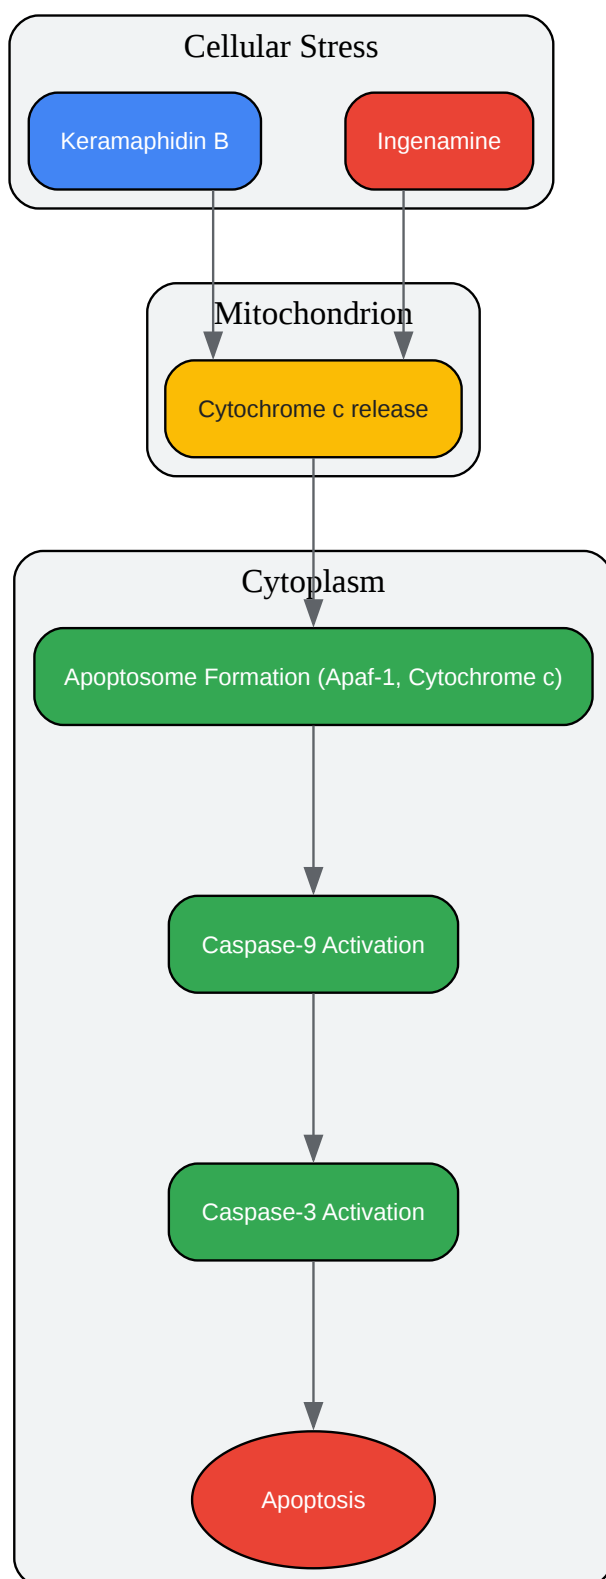 Cellular Stress
Keramaphidin B
Ingenamine
Mitochondrion
Cytochrome c release
Cytoplasm
Apoptosome Formation (Apaf-1, Cytochrome c)
Caspase-9 Activation
Caspase-3 Activation
Apoptosis